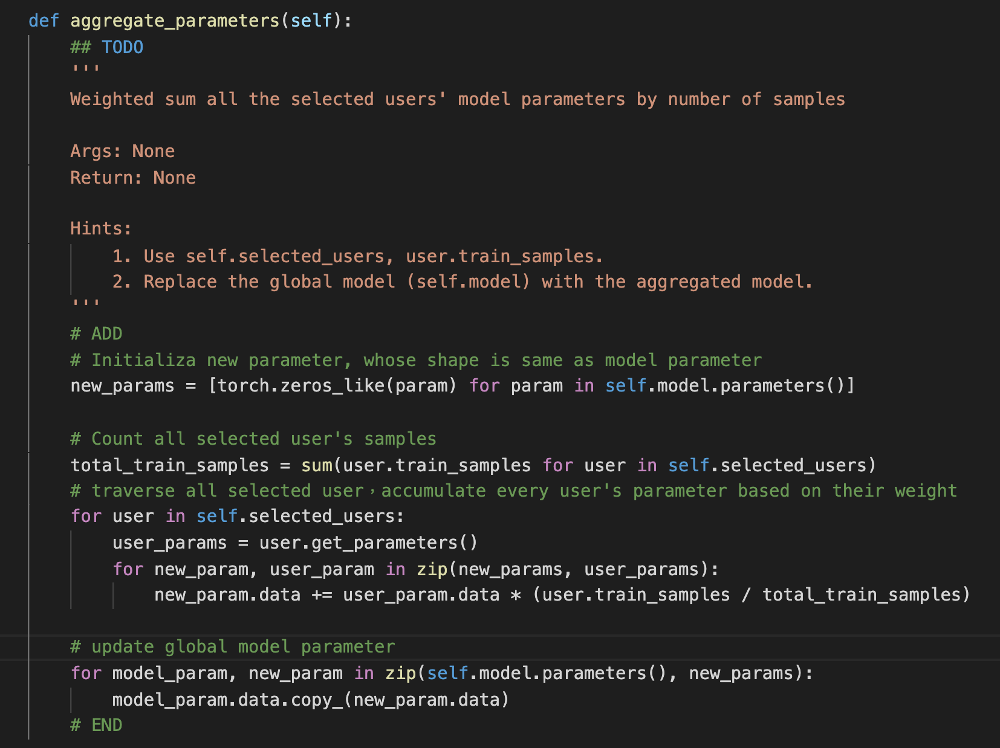 def aggregate_parameters(self):
## TODO
'''
Weighted sum all the selected users' model parameters by number of samples
Args: None
Return: None
Hints:
1. Use self.selected_users, user.train_samples.
2. Replace the global model (self.model) with the aggregated model.
'''
# ADD
# Initializa new parameter, whose shape is same as model parameter
new_params = [torch.zeros_like(param) for param in self.model.parameters()]
# Count all selected user's samples
total_train_samples = sum(user.train_samples for user in self.selected_users)
# traverse all selected user，accumulate every user's parameter based on their weight
for user in self.selected_users:
user_params = user.get_parameters()
for new_param, user_param in zip(new_params, user_params):
new_param.data += user_param.data * (user.train_samples / total_train_samples)
# update global model parameter
for model_param, new_param in zip(self.model.parameters(), new_params):
model_param.data.copy_(new_param.data)
# END